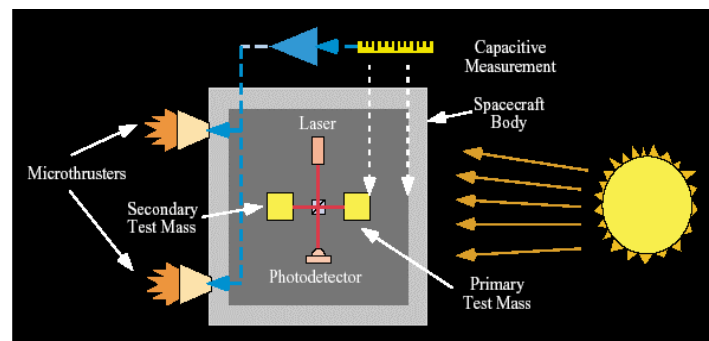 Capacitive
Measurement
Spacecraft
Body
Laser
Microthrusters
Secondary
Test Mass
Photodetector
Primary
Test Mass